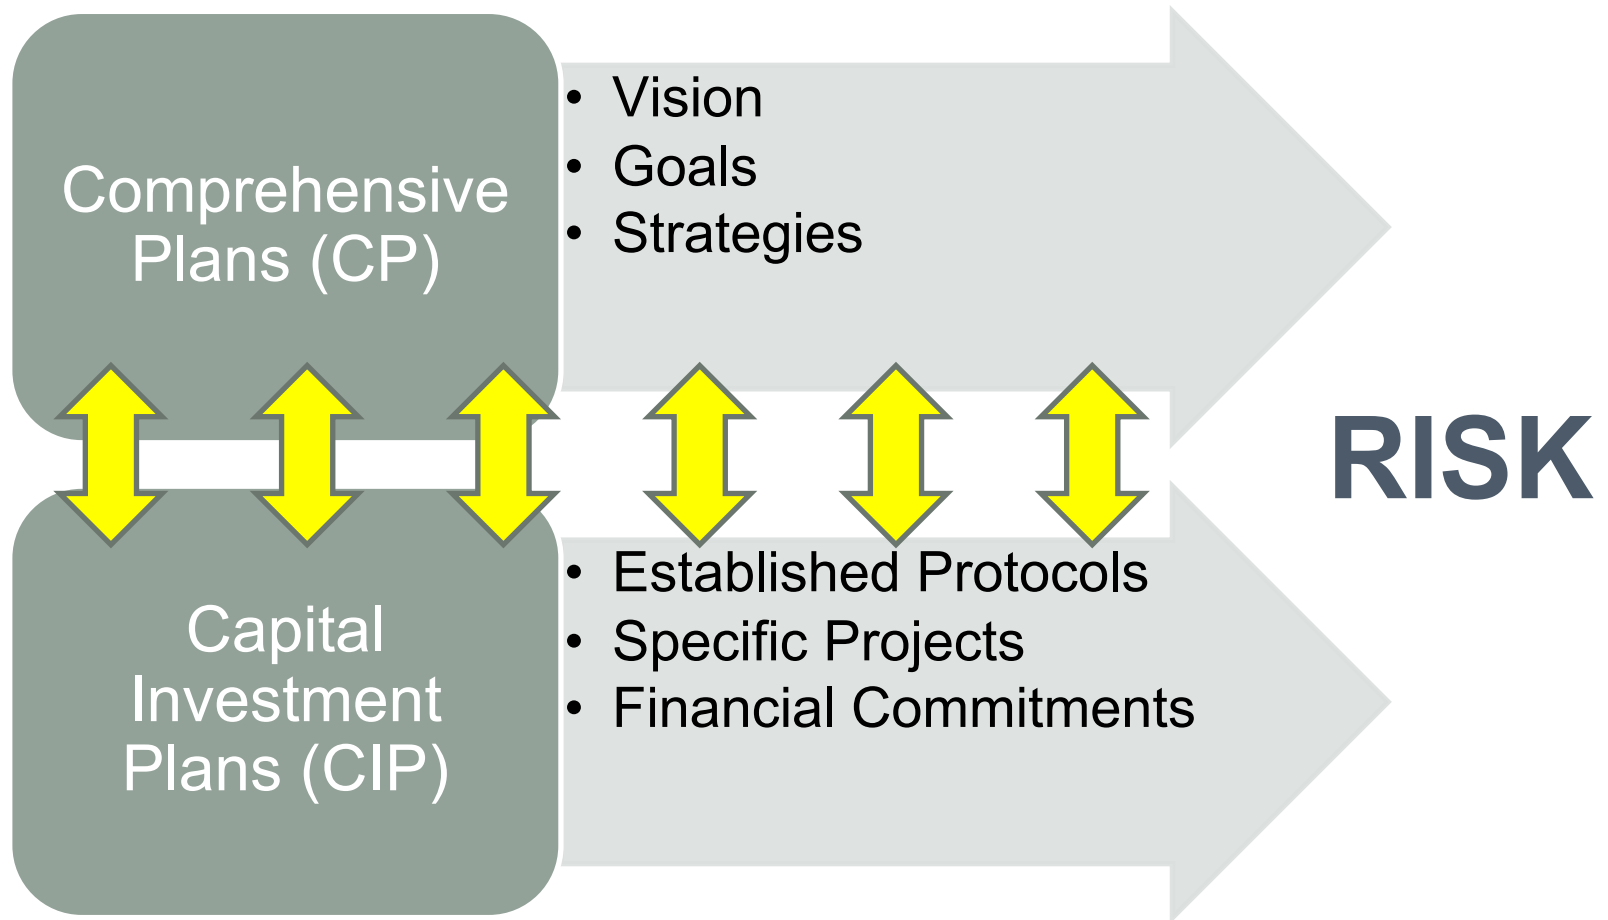 Comprehensive
Plans (CP)
• Vision
• Goals
• Strategies
RISK
Capital
Investment
Plans (CIP)
• Established Protocols
• Specific Projects
• Financial Commitments